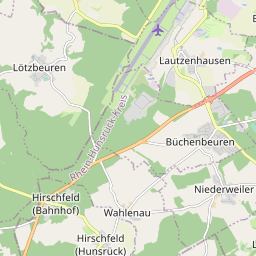 Lautzenhausen
Lötzbeuren
Rhein-Hunsrück-Kreis
Büchenbeuren
Niederweiler
Hirschfeld
(Bahnhof)
Wahlenau
Hirschfeld
(Hunsrück)